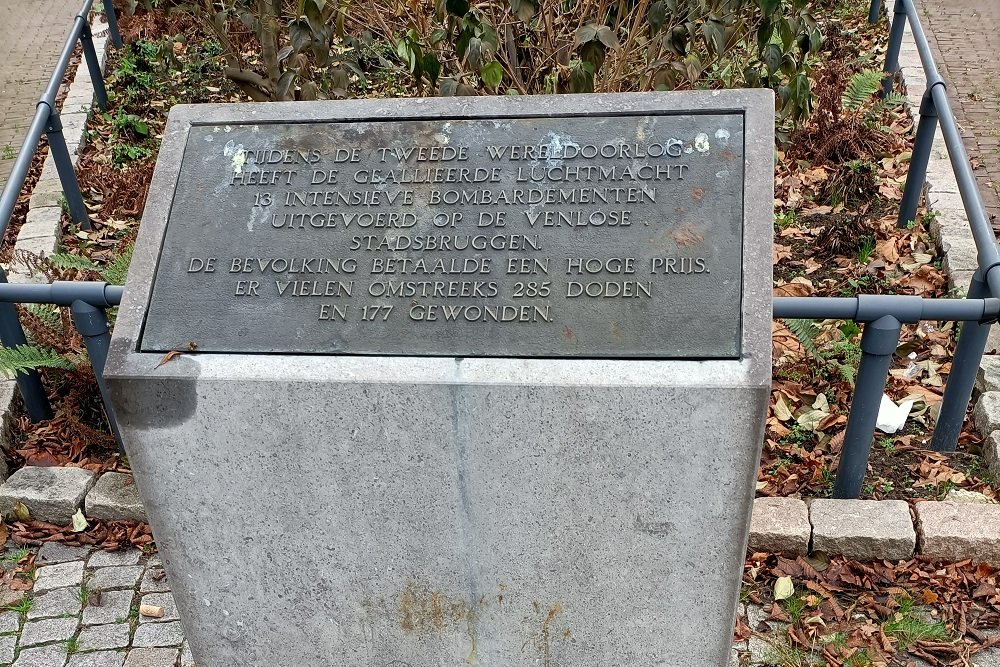 TIJDENS DE TWEEDE WERELDOORLOG
HEEFT DE GEALLIEERDE LUCHTMACHT
13 INTENSIEVE BOMBARDEMENTEN
UITGEVOERD OP DE VENLOSE
STADSBRUGGEN.
DE BEVOLKING BETAALDE EEN HOGE PRIJS.
ER VIELEN OMSTREEKS 285 DODEN
EN 177 GEWONDEN.